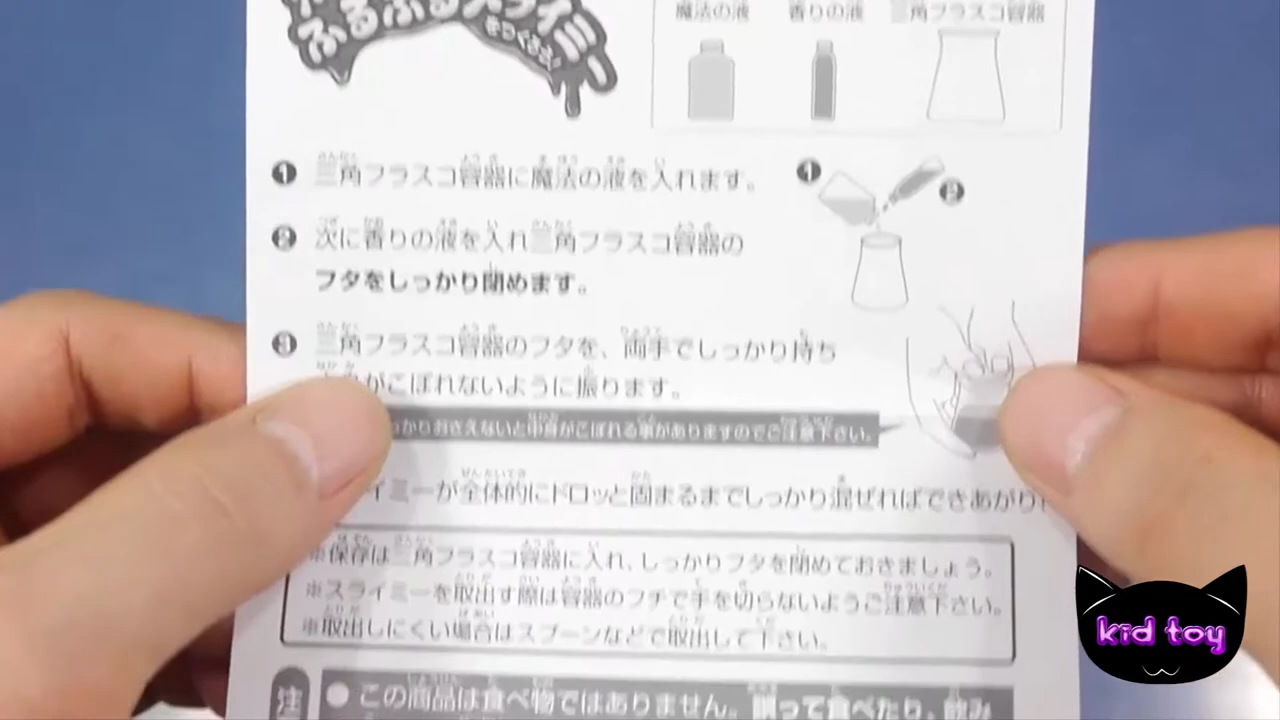 ぷるぷるスライミー
をつくろう!
魔法の液 香りの液 三角フラスコ容器
❶ 三角フラスコ容器に魔法の液を入れます。
❶
❷
❷ 次に香りの液を入れ三角フラスコ容器の
フタをしっかり閉めます。
❸ 三角フラスコ容器のフタを、両手でしっかり持ち
がこぼれないように振ります。
っかりおさえないと中身がこぼれる事がありますのでご注意下さい。
イミーが全体的にドロッと固まるまでしっかり混ぜればできあがり!
※保存は三角フラスコ容器に入れ、しっかりフタを閉めておきましょう。
※スライミーを取出す際は容器のフチで手を切らないようご注意下さい。
※取出しにくい場合はスプーンなどで取出して下さい。
注
●この商品は食べ物ではありません。誤って食べたり、飲み
kid toy